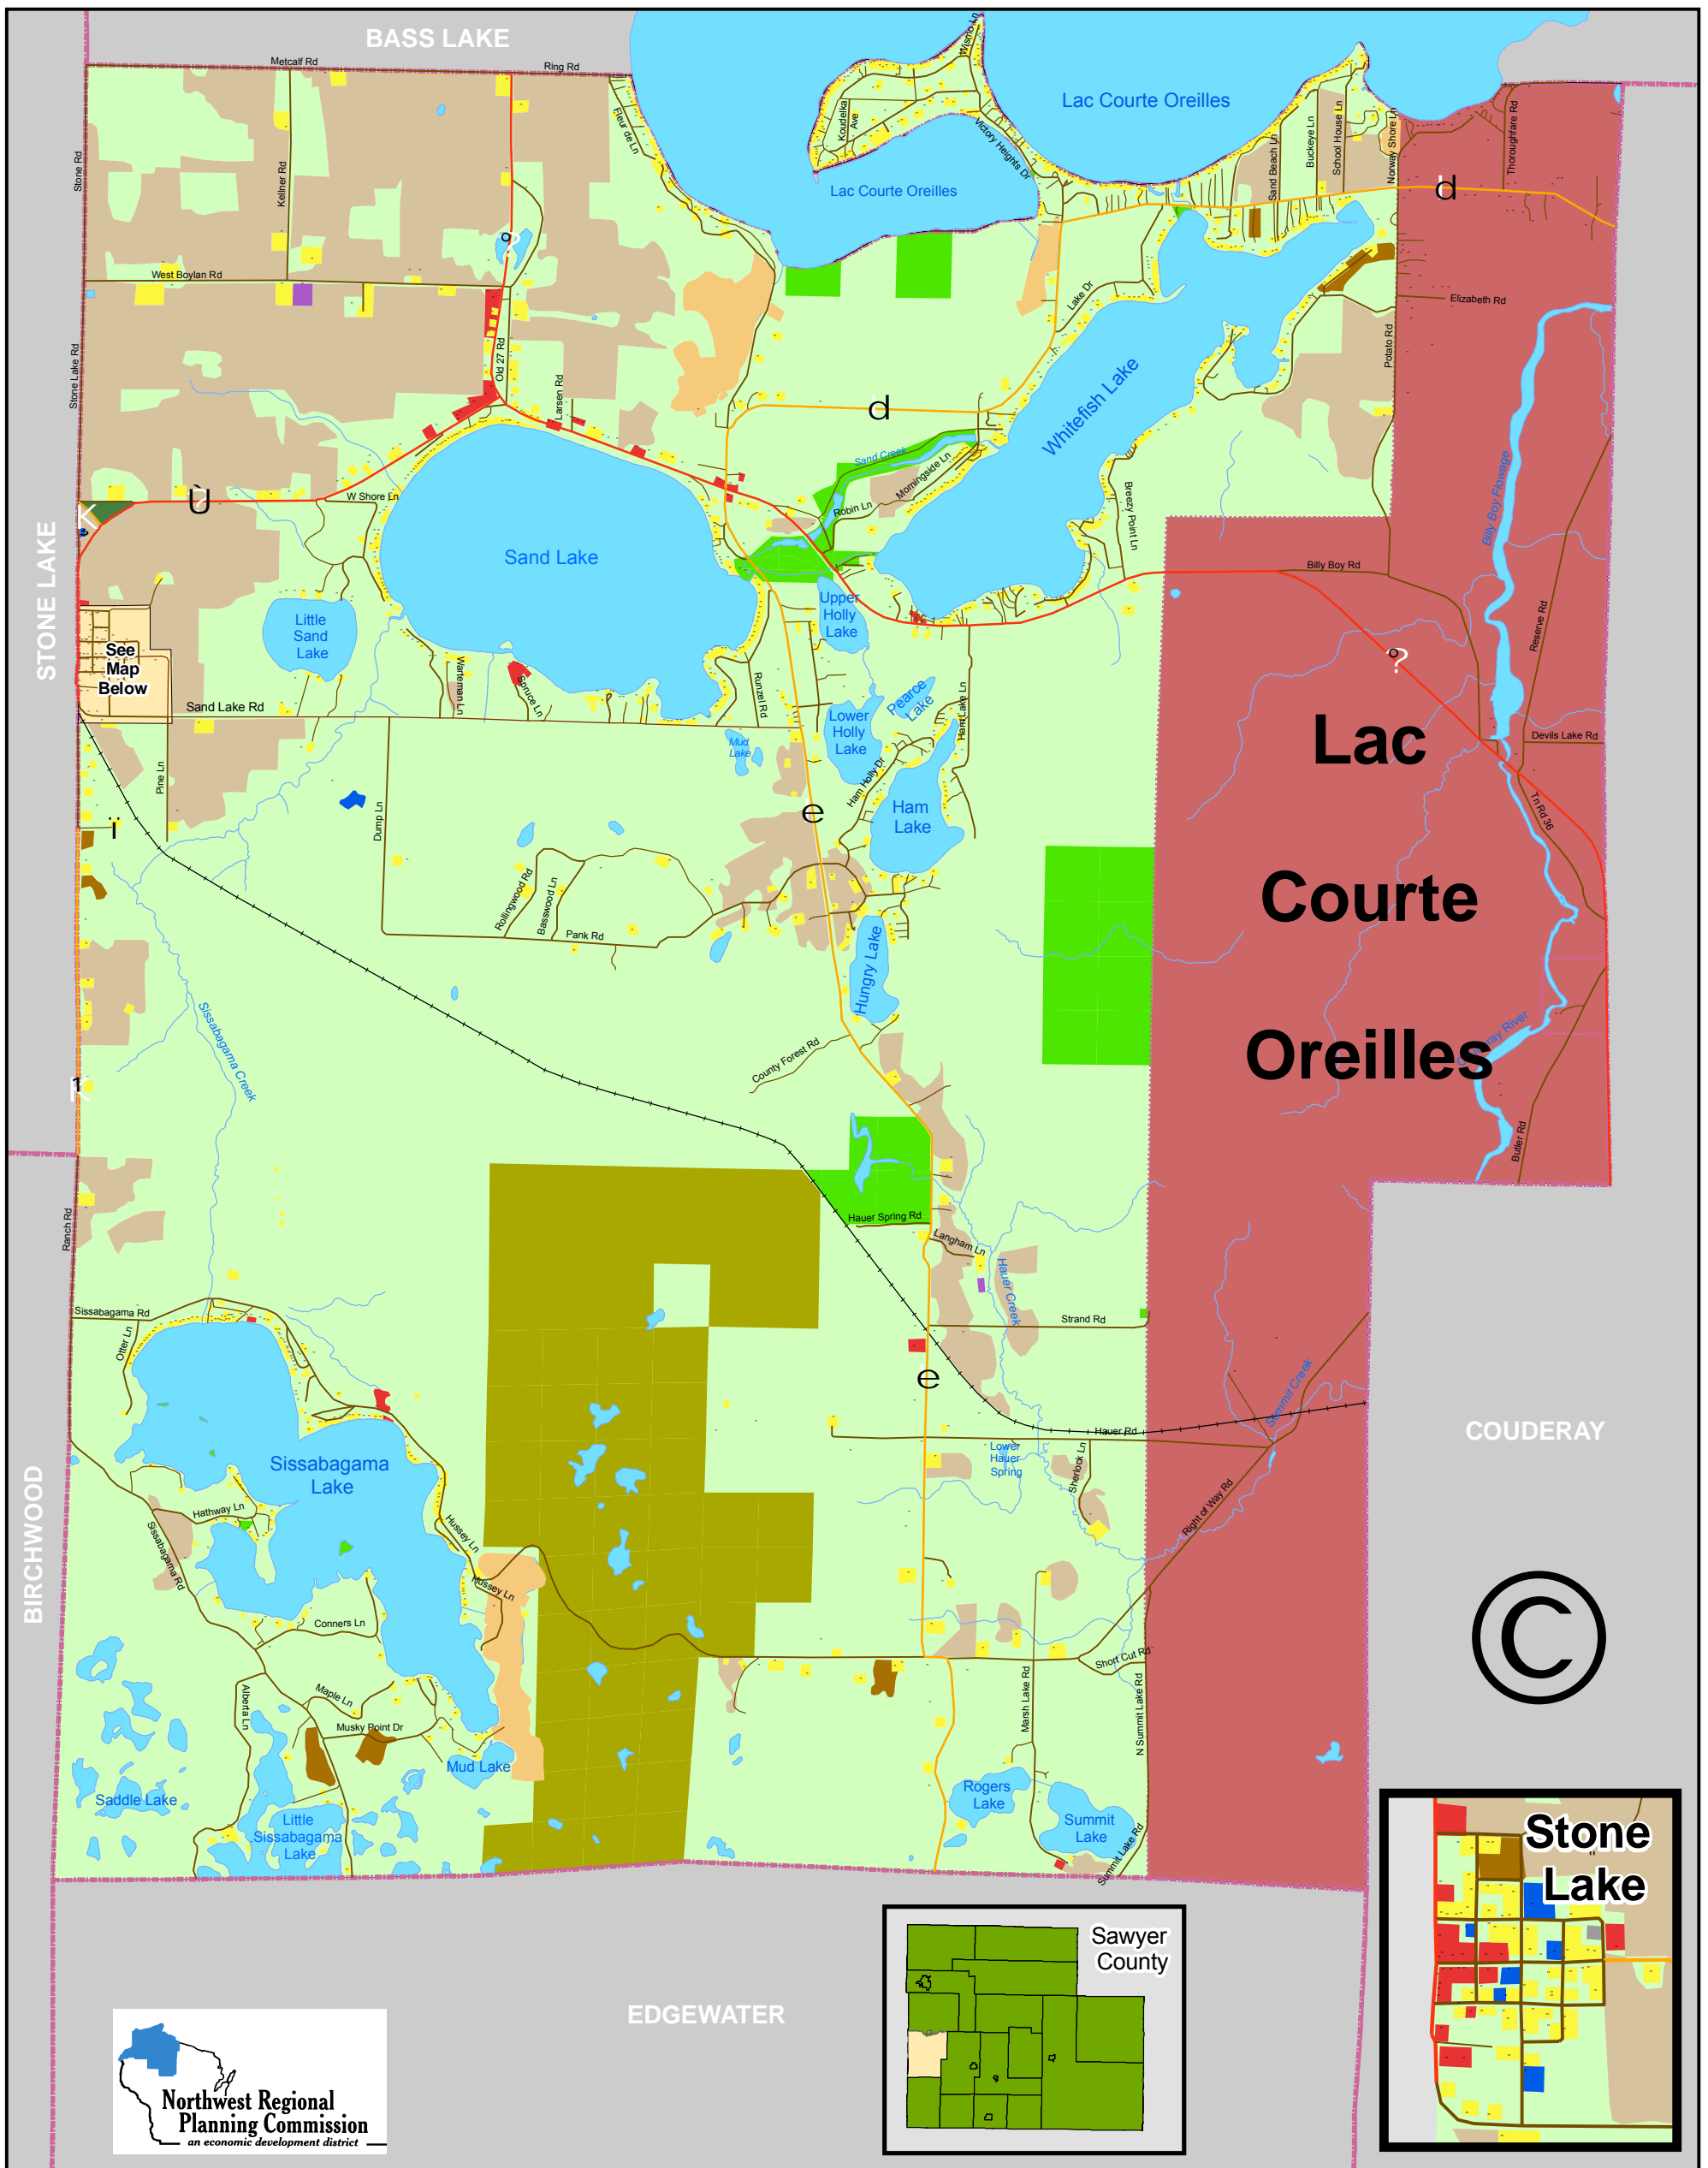 BASS LAKE
Metcalf Rd
Ring Rd
Wismo Ln
Lac Courte Oreilles
Koudelka
Ave
Victory Heights Dr
Fleur de Ln
Lac Courte Oreilles
Sand Beach Ln
Buckeye Ln
School House Ln
Norway Shore Ln
Thoroughfare Rd
d
Stone Rd
Kellner Rd
West Boylan Rd
Elizabeth Rd
Lake Dr
Stone Lake Rd
Old 27 Rd
Larsen Rd
Potato Rd
d
Whitefish Lake
Sand Creek
Morningside Ln
Robin Ln
Breezy Point Ln
Billy Boy Flowage
K
Ù
W Shore Ln
STONE LAKE
Sand Lake
Billy Boy Rd
Upper
Holly
Lake
Little
Sand
Lake
Reserve Rd
See
Map
Below
?
Warteman Ln
Spruce Ln
Runzel Rd
Pearce
Lake
Ham Lake Ln
Sand Lake Rd
Lower
Holly
Lake
Mud
Lake
Devils Lake Rd
Lac
Pine Ln
Dump Ln
Ham Holly Dr
Ham
Lake
Tn Rd 36
e
ï
Rollingwood Rd
Basswood Ln
Pank Rd
Courte
Hungry Lake
Sissabagama Creek
County Forest Rd
Oreilles
Butler Rd
Ranch Rd
Hauer Spring Rd
Langham Ln
Hauer Creek
Sissabagama Rd
Strand Rd
Otter Ln
e
Summit Creek
Hauer Rd
COUDERAY
Lower
Hauer
Spring
Sherlock Ln
Sissabagama
Lake
BIRCHWOOD
Hathway Ln
Sissabagama Rd
Hussey Ln
Right of Way Rd
Hussey Ln
Conners Ln
©
Short Cut Rd
Alberta Ln
Maple Ln
Musky Point Dr
Marsh Lake Rd
N Summit Lake Rd
Mud Lake
Saddle Lake
Rogers
Lake
Summit
Lake
Little
Sissabagama
Lake
Summit Lake Rd
Stone
Lake
Sawyer
County
EDGEWATER
Northwest Regional
Planning Commission
an economic development district